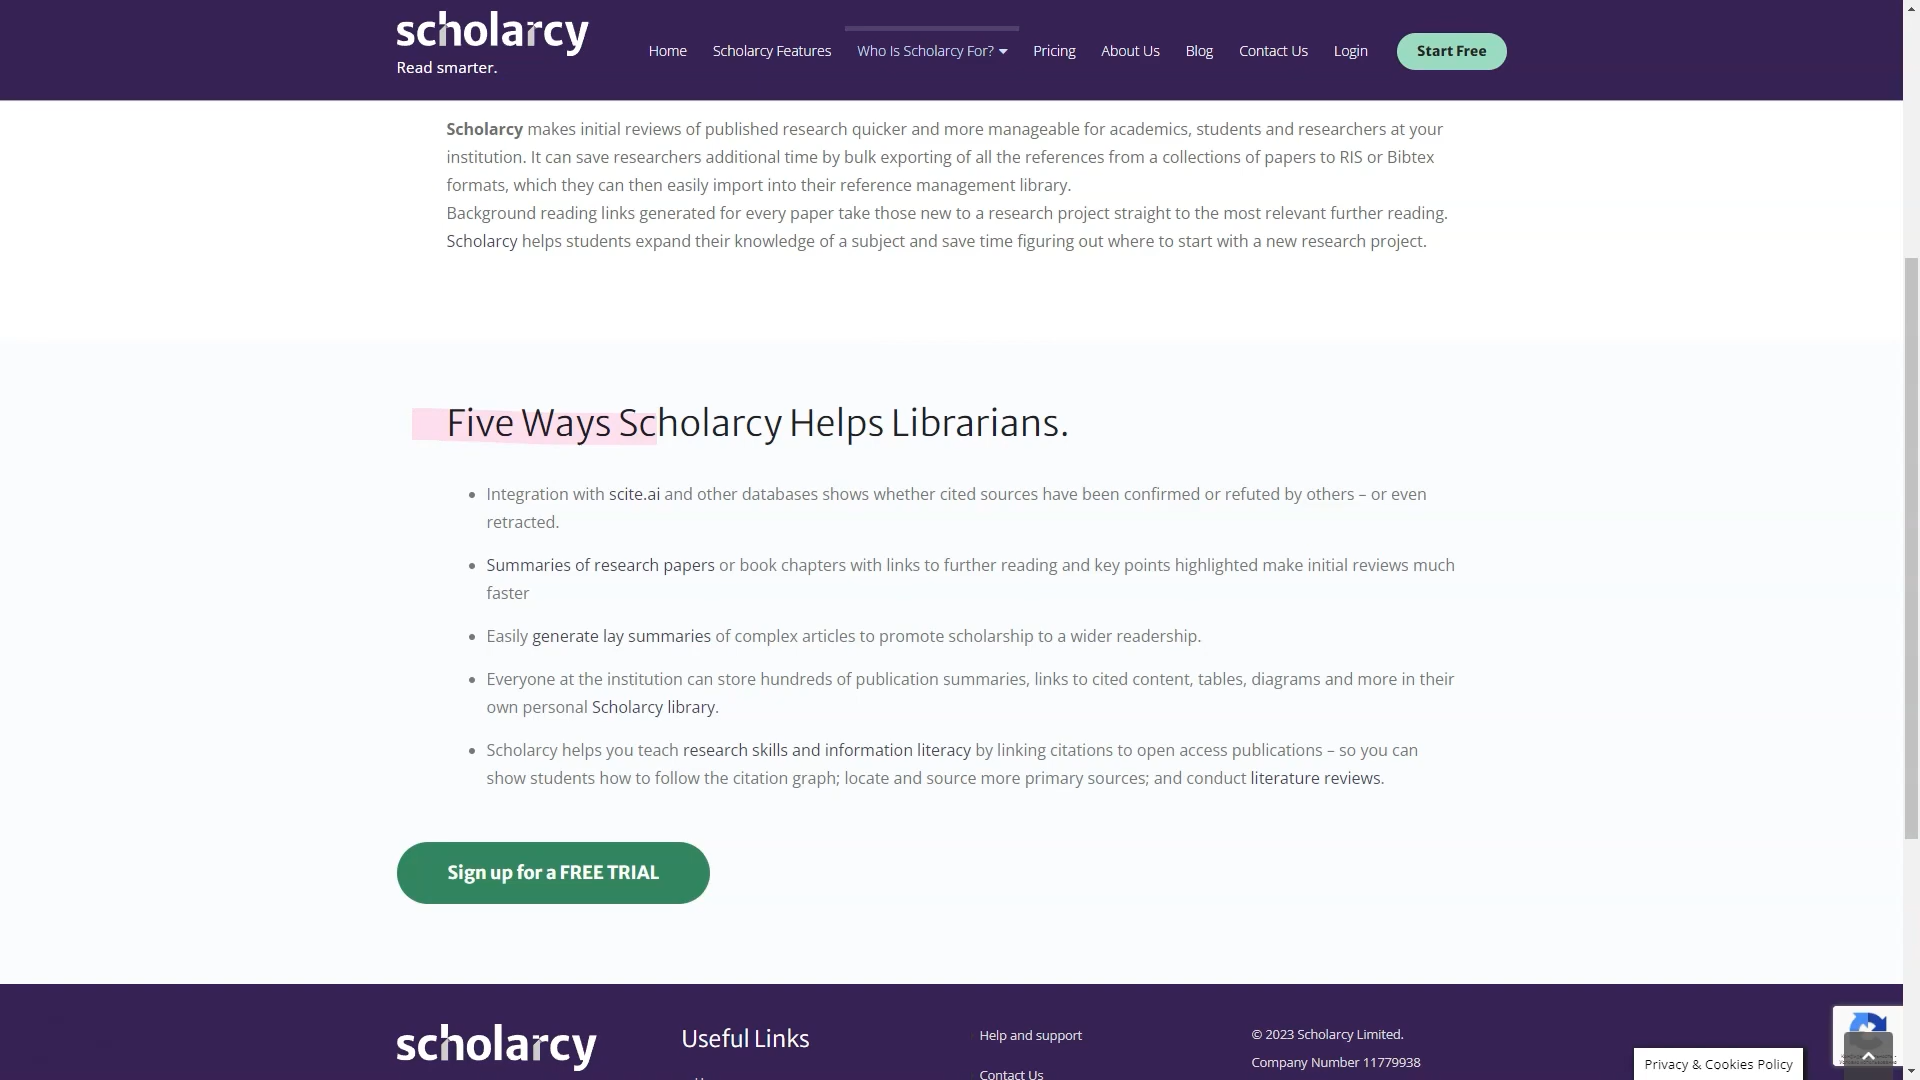 scholarcy
Read smarter.
Home
Scholarcy Features
Who Is Scholarcy For?
Pricing
About Us
Blog
Contact Us
Login
Start Free
Scholarcy makes initial reviews of published research quicker and more manageable for academics, students and researchers at your
institution. It can save researchers additional time by bulk exporting of all the references from a collections of papers to RIS or Bibtex
formats, which they can then easily import into their reference management library.
Background reading links generated for every paper take those new to a research project straight to the most relevant further reading.
Scholarcy helps students expand their knowledge of a subject and save time figuring out where to start with a new research project.
Five Ways Scholarcy Helps Librarians.
Integration with scite.ai and other databases shows whether cited sources have been confirmed or refuted by others – or even
retracted.
Summaries of research papers or book chapters with links to further reading and key points highlighted make initial reviews much
faster
Easily generate lay summaries of complex articles to promote scholarship to a wider readership.
Everyone at the institution can store hundreds of publication summaries, links to cited content, tables, diagrams and more in their
own personal Scholarcy library.
Scholarcy helps you teach research skills and information literacy by linking citations to open access publications – so you can
show students how to follow the citation graph; locate and source more primary sources; and conduct literature reviews.
Sign up for a FREE TRIAL
scholarcy
Useful Links
Help and support
Contact Us
© 2023 Scholarcy Limited.
Company Number 11779938
Privacy & Cookies Policy